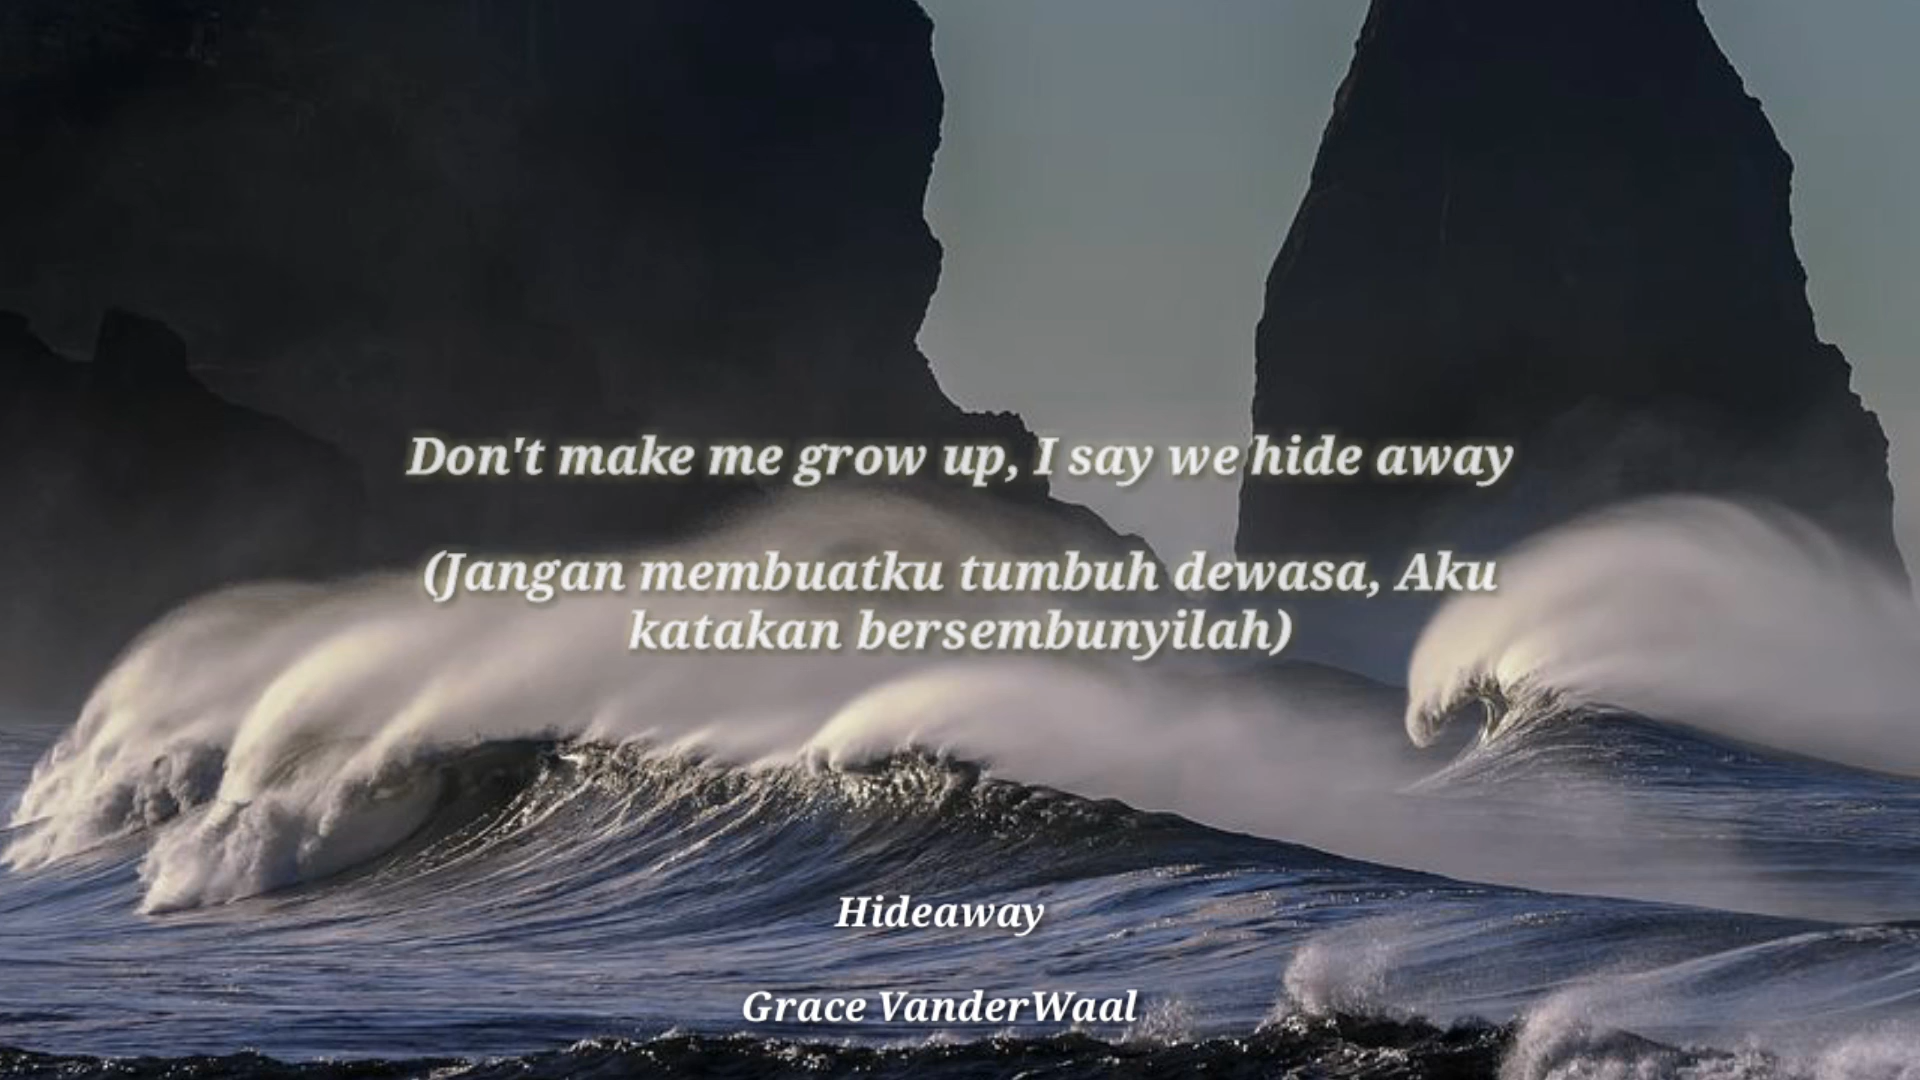 Don't make me grow up, I say we hide away
(Jangan membuatku tumbuh dewasa, Aku
katakan bersembunyilah)
Hideaway
Grace VanderWaal